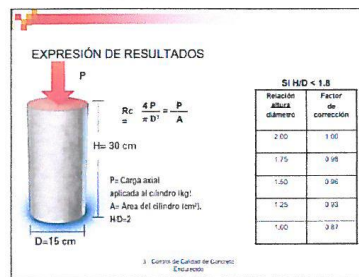 EXPRESIÓN DE RESULTADOS
P
Rc = 4 P / π D² = P / A
H= 30 cm
P= Carga axial
aplicada al cilindro (kg).
A= Área del cilindro (cm²).
H/D=2
D=15 cm
Si H/D < 1.8
Relación altura diámetro | Factor de corrección
2.00 | 1.00
1.75 | 0.98
1.50 | 0.96
1.25 | 0.93
1.00 | 0.87
3. Control de Calidad de Concreto